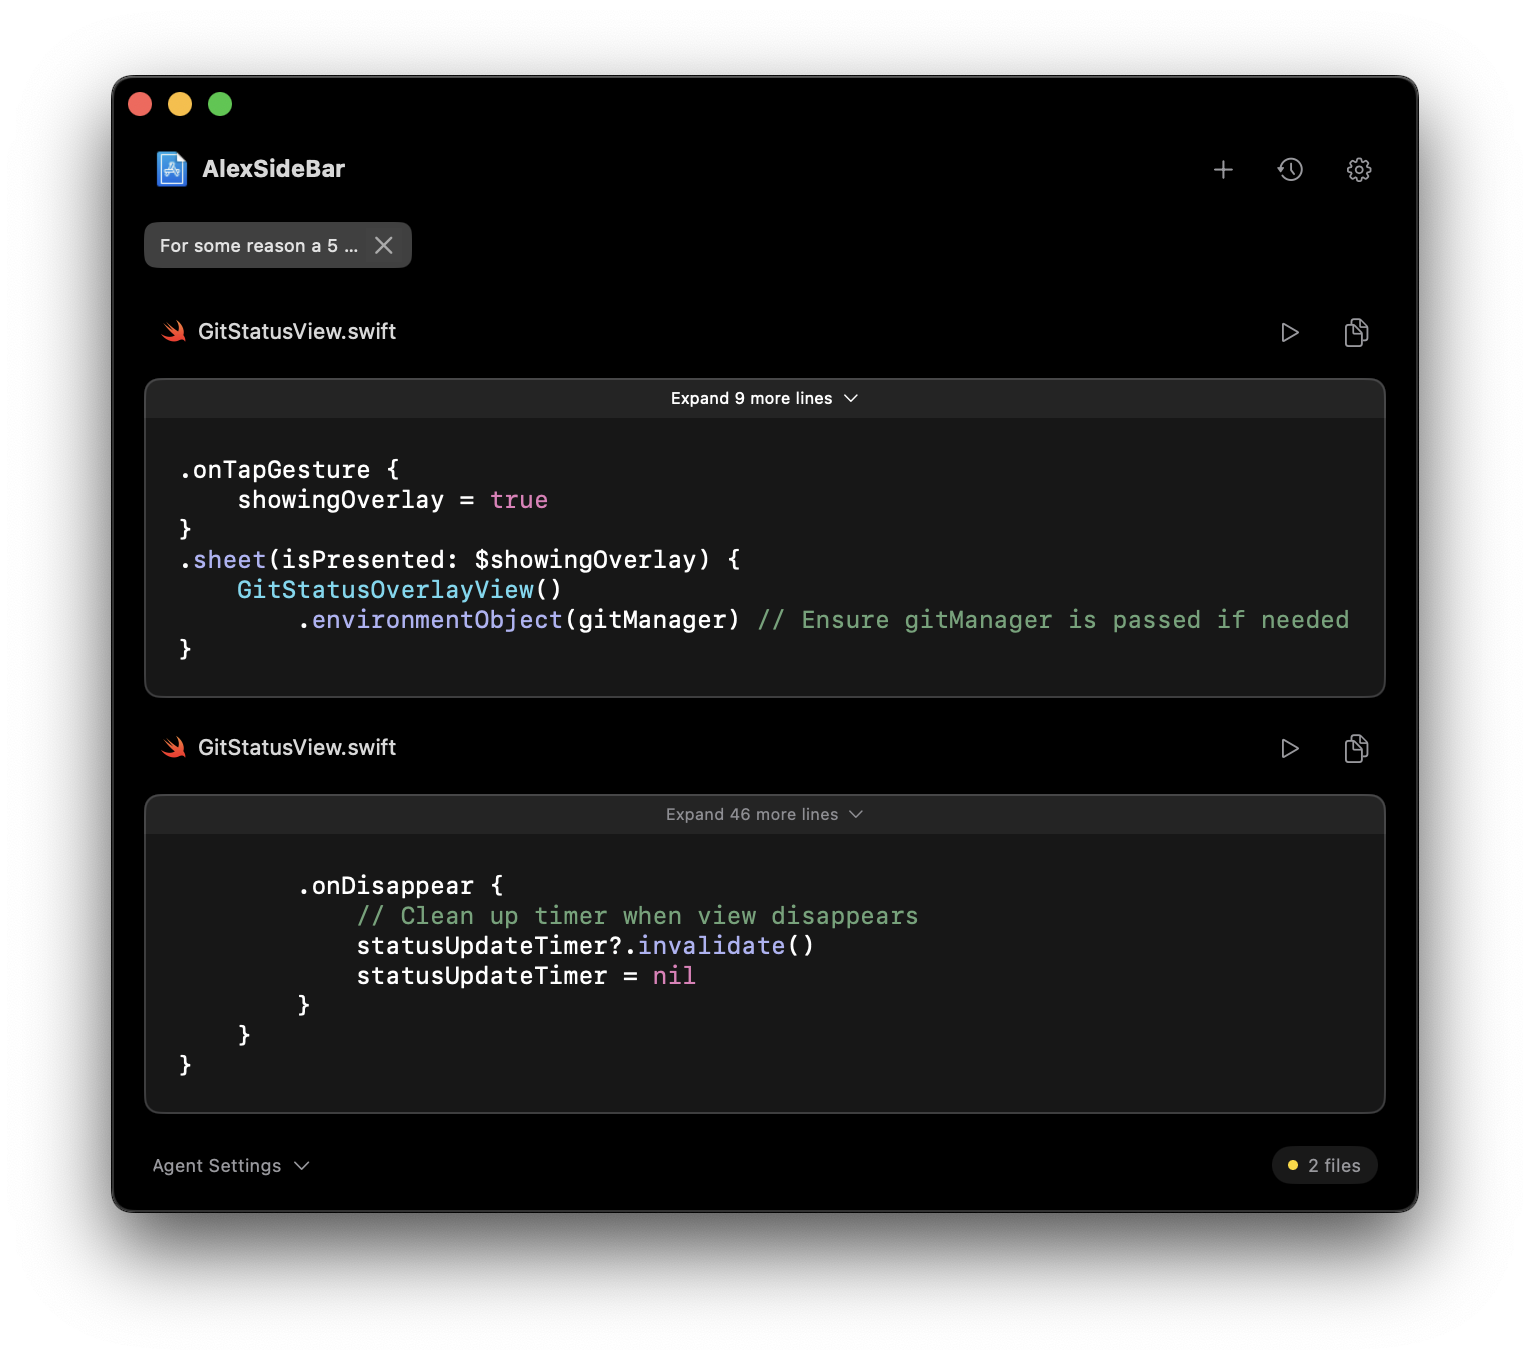 AlexSideBar
For some reason a 5 ...
GitStatusView.swift
Expand 9 more lines
.onTapGesture {
    showingOverlay = true
}
.sheet(isPresented: $showingOverlay) {
    GitStatusOverlayView()
        .environmentObject(gitManager) // Ensure gitManager is passed if needed
}
GitStatusView.swift
Expand 46 more lines
        .onDisappear {
            // Clean up timer when view disappears
            statusUpdateTimer?.invalidate()
            statusUpdateTimer = nil
        }
    }
}
Agent Settings
2 files